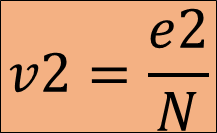 v2 = e2/N